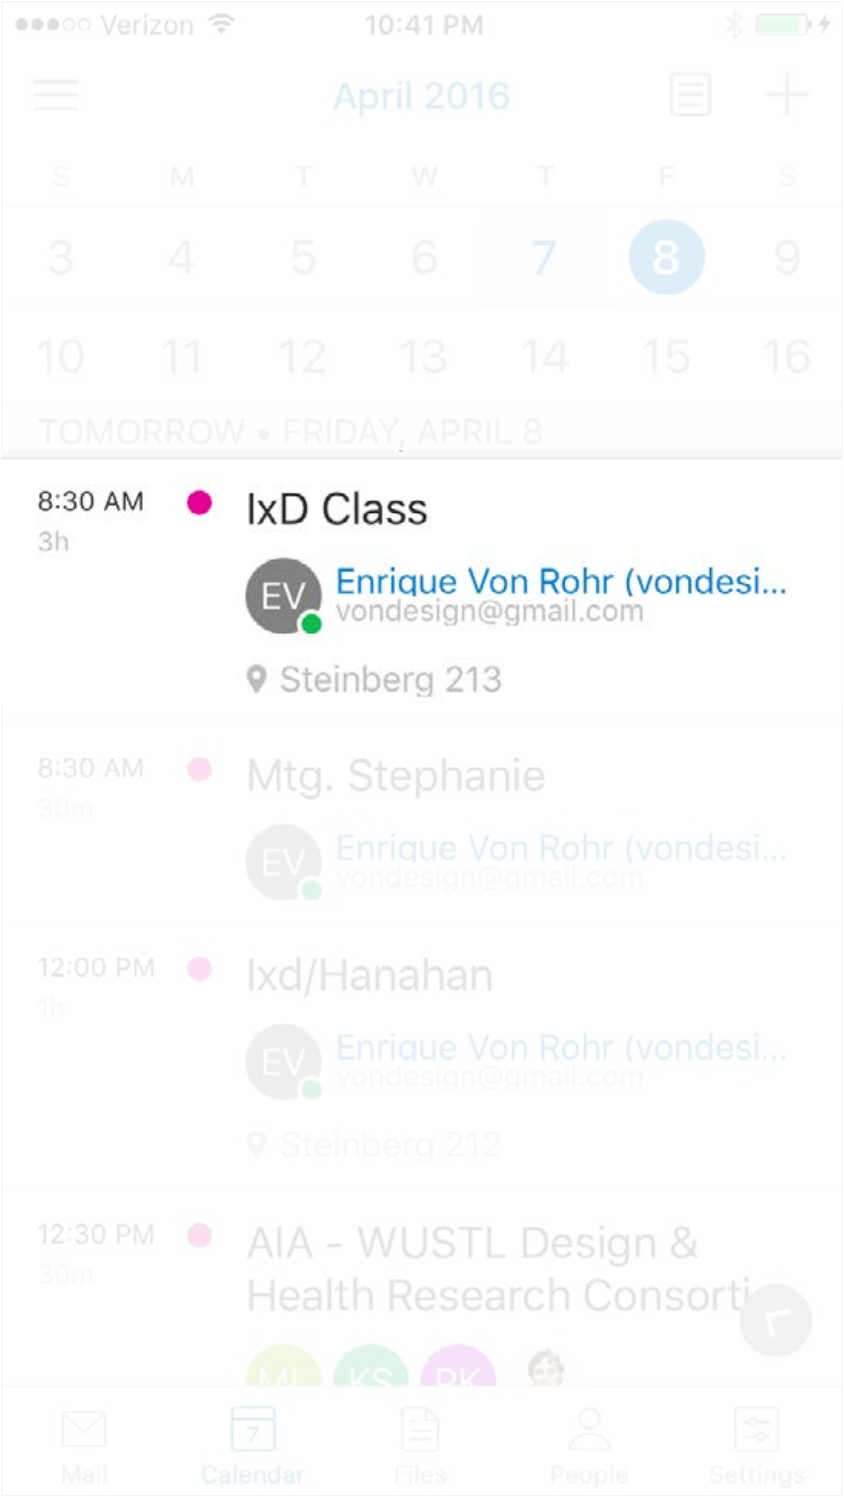 Verizon 10:41 PM
April 2016
S M T W T F S
3 4 5 6 7 8 9
10 11 12 13 14 15 16
TOMORROW • FRIDAY, APRIL 8
8:30 AM IxD Class
3h
EV Enrique Von Rohr (vondesi...
vondesign@gmail.com
Steinberg 213
8:30 AM Mtg. Stephanie
30m
EV Enrique Von Rohr (vondesi...
vondesign@gmail.com
12:00 PM Ixd/Hanahan
1h
EV Enrique Von Rohr (vondesi...
vondesign@gmail.com
Steinberg 212
12:30 PM AIA - WUSTL Design &
30m Health Research Consorti
KS
7
Mail Calendar Files People Settings